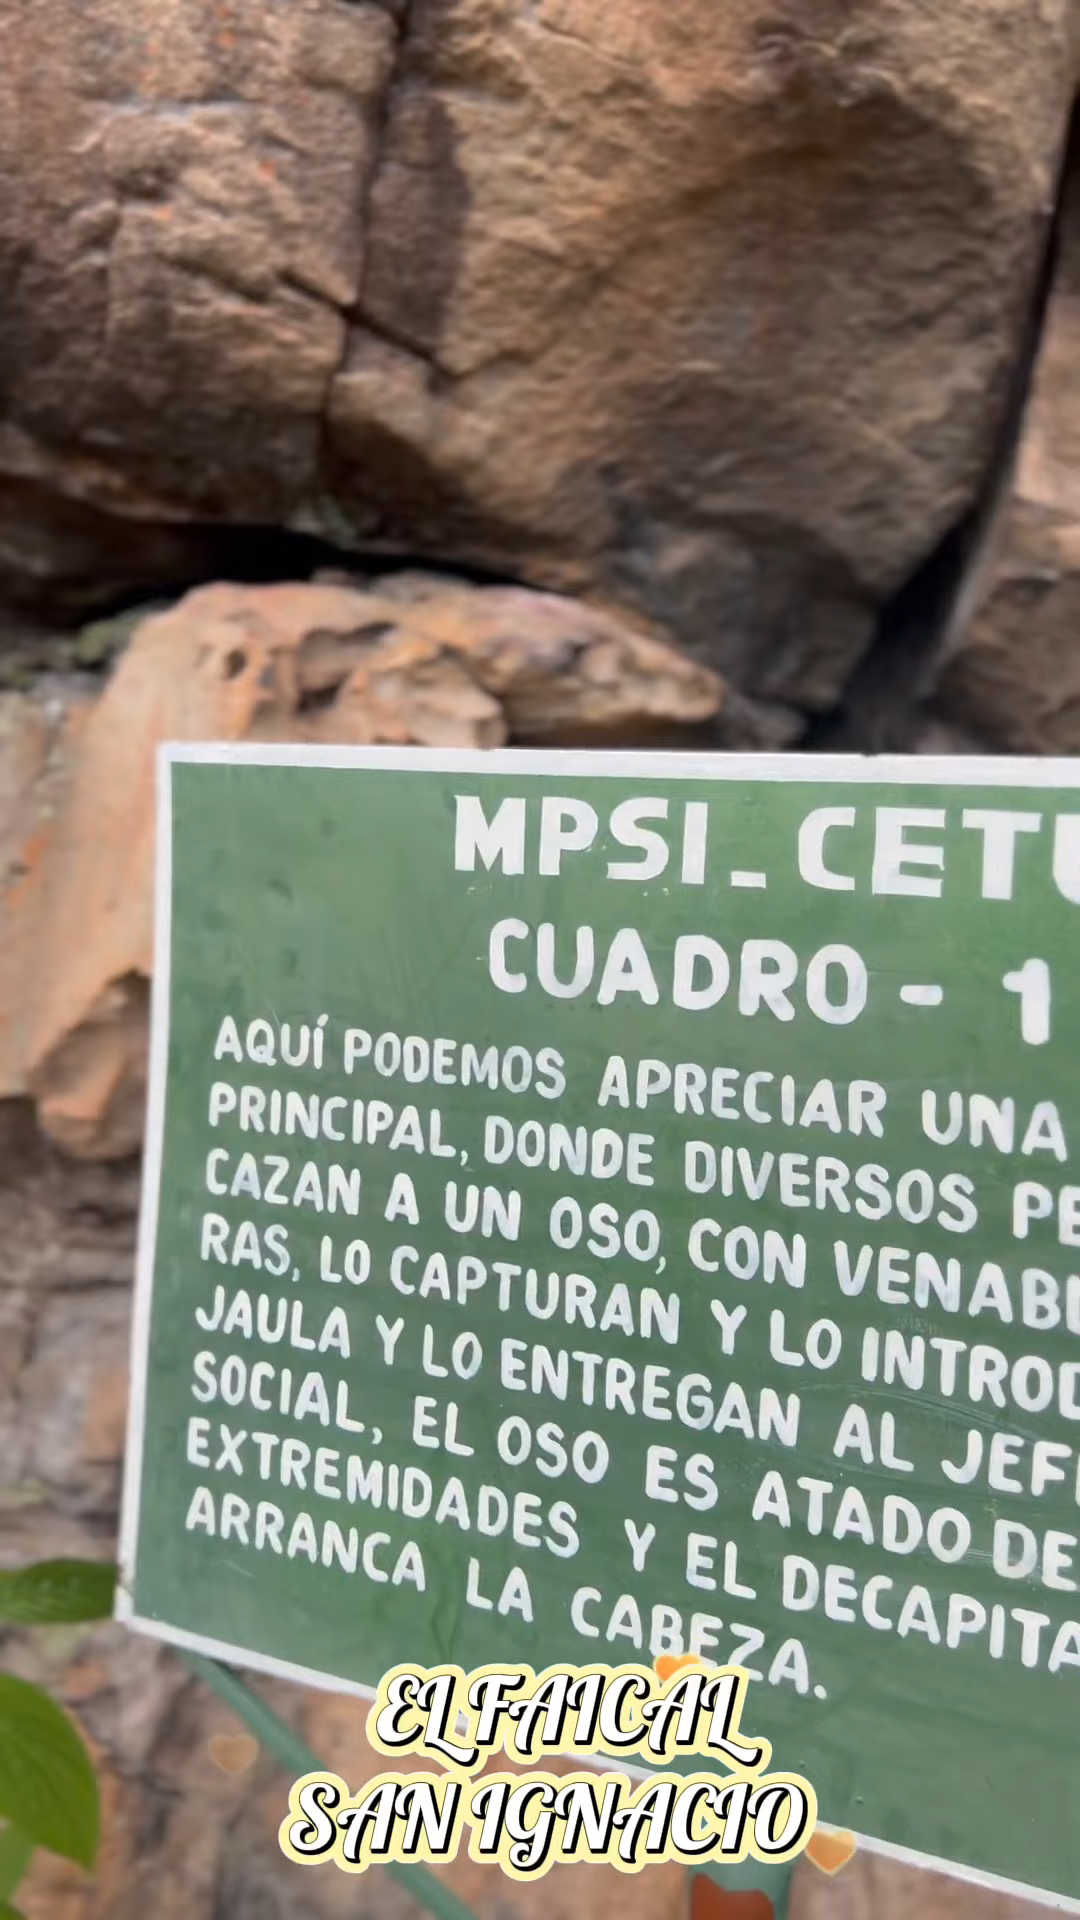 MPSI_CETU
CUADRO - 1
AQUÍ PODEMOS APRECIAR UNA
PRINCIPAL, DONDE DIVERSOS PE
CAZAN A UN OSO, CON VENABL
RAS, LO CAPTURAN Y LO INTROD
JAULA Y LO ENTREGAN AL JEF
SOCIAL, EL OSO ES ATADO DE
EXTREMIDADES Y EL DECAPITA
ARRANCA LA CABEZA.
EL FAICAL
SAN IGNACIO